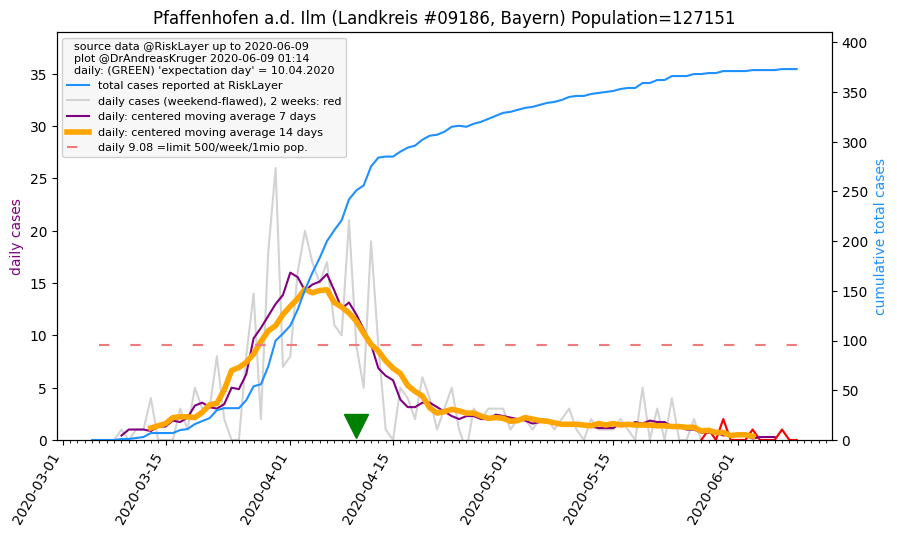 Pfaffenhofen a.d. Ilm (Landkreis #09186, Bayern) Population=127151
source data @RiskLayer up to 2020-06-09
plot @DrAndreasKruger 2020-06-09 01:14
daily: (GREEN) 'expectation day' = 10.04.2020
total cases reported at RiskLayer
daily cases (weekend-flawed), 2 weeks: red
daily: centered moving average 7 days
daily: centered moving average 14 days
daily 9.08 =limit 500/week/1mio pop.
daily cases
35
30
25
20
15
10
5
0
cumulative total cases
400
350
300
250
200
150
100
50
0
2020-03-01
2020-03-15
2020-04-01
2020-04-15
2020-05-01
2020-05-15
2020-06-01